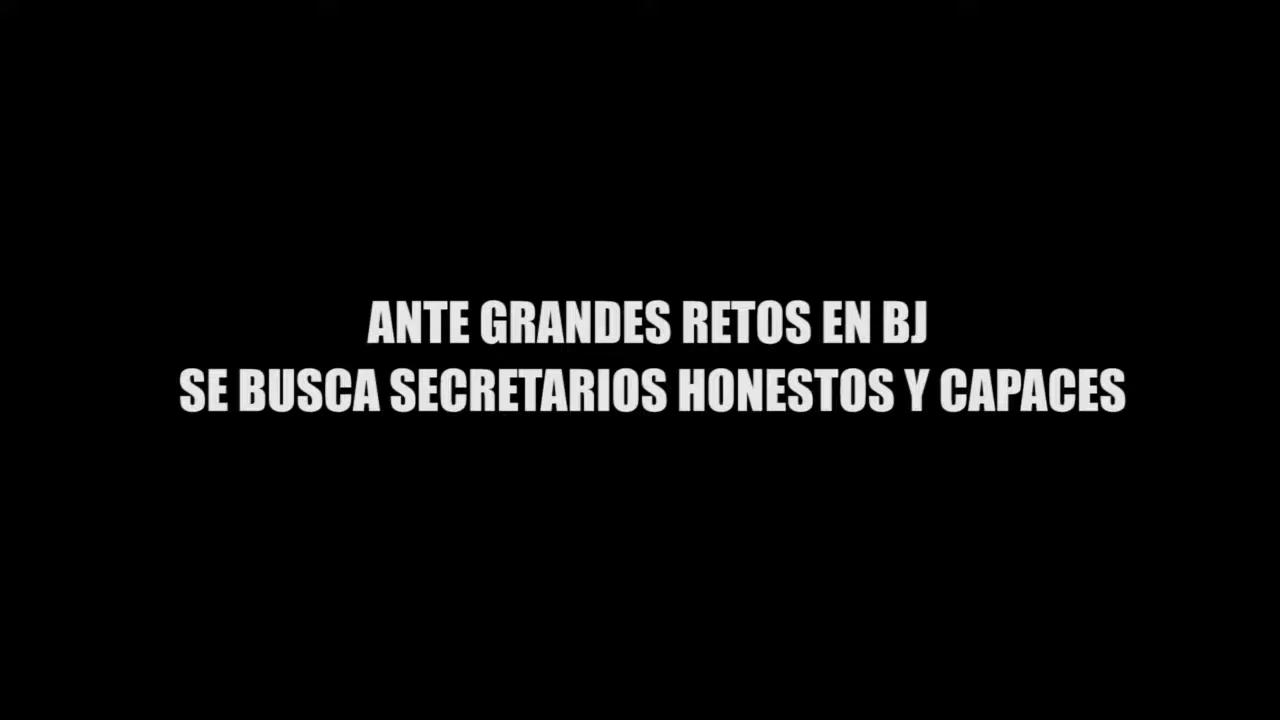 ANTE GRANDES RETOS EN BJ
SE BUSCA SECRETARIOS HONESTOS Y CAPACES